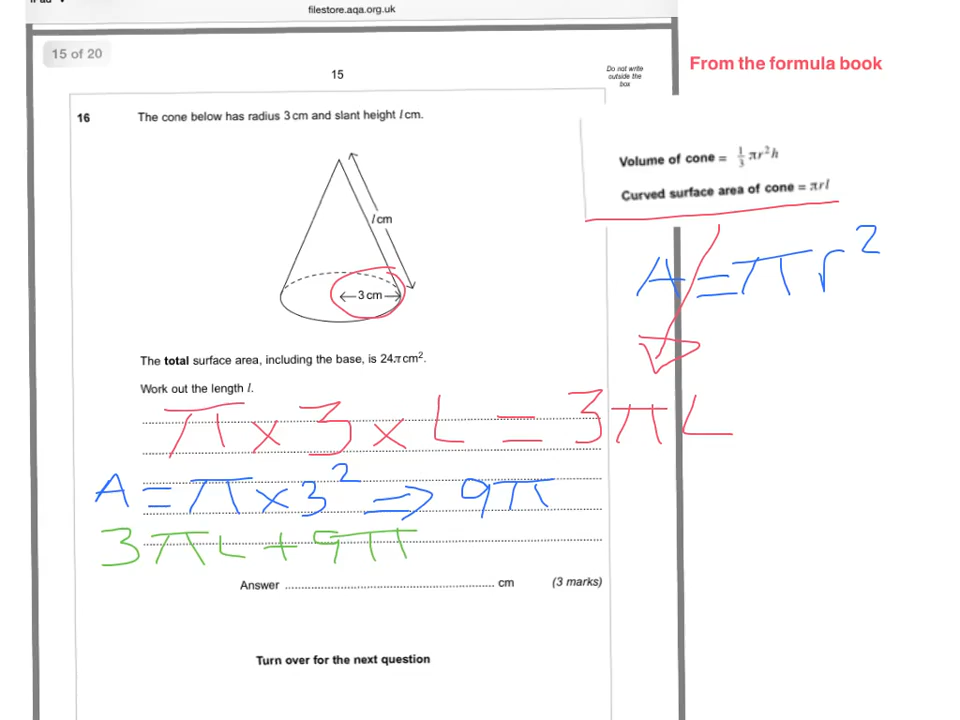 filestore.aqa.org.uk
15 of 20
15
Do not write
outside the
box
From the formula book
16 The cone below has radius 3 cm and slant height l cm.
Volume of cone = 1/3 πr²h
Curved surface area of cone = πrl
l cm
A = πr²
3 cm
The total surface area, including the base, is 24π cm².
Work out the length l.
π × 3 × L = 3πL
A = π × 3² ⇒ 9π
3πL + 9π
Answer ........................................ cm (3 marks)
Turn over for the next question